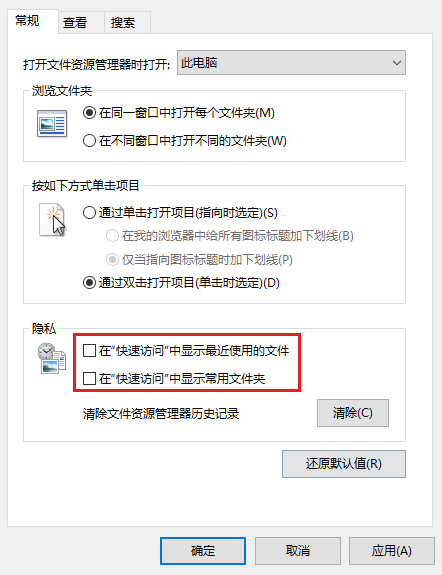 常规 查看 搜索
打开文件资源管理器时打开: 此电脑
浏览文件夹
在同一窗口中打开每个文件夹(M)
在不同窗口中打开不同的文件夹(W)
按如下方式单击项目
通过单击打开项目(指向时选定)(S)
在我的浏览器中给所有图标标题加下划线(B)
仅当指向图标标题时加下划线(P)
通过双击打开项目(单击时选定)(D)
隐私
在“快速访问”中显示最近使用的文件
在“快速访问”中显示常用文件夹
清除文件资源管理器历史记录 清除(C)
还原默认值(R)
确定 取消 应用(A)